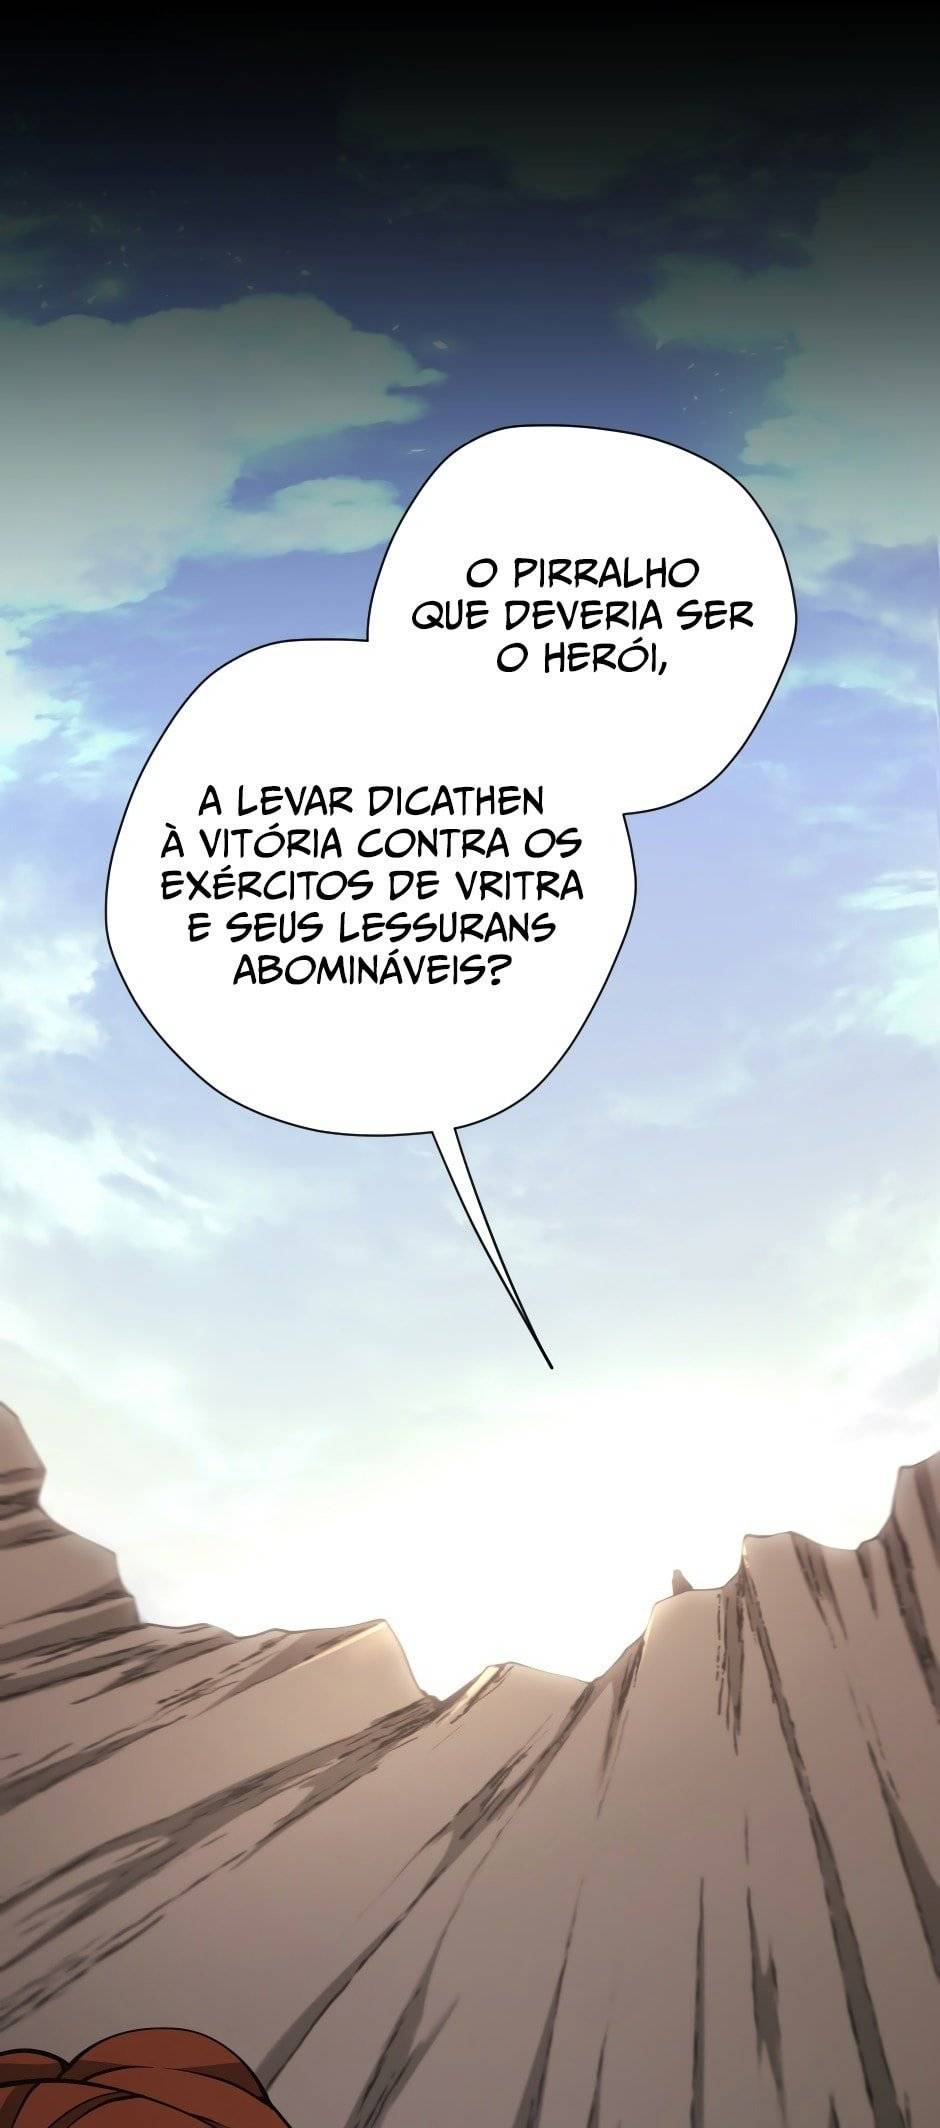 O PIRRALHO
QUE DEVERIA SER
O HERÓI,
A LEVAR DICATHEN
À VITÓRIA CONTRA OS
EXÉRCITOS DE VRITRA
E SEUS LESSURANS
ABOMINÁVEIS?